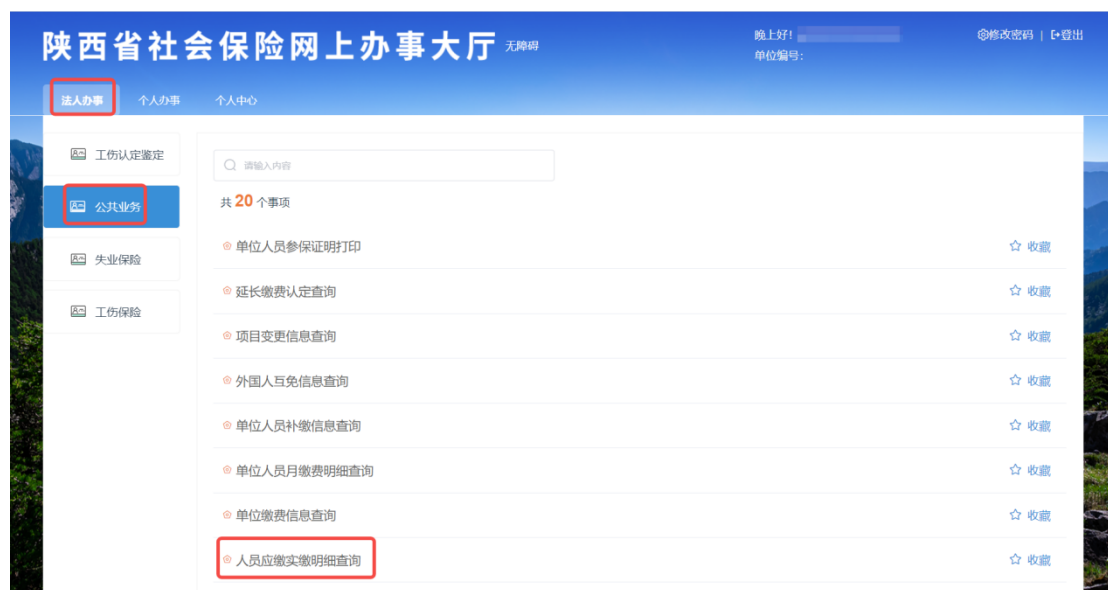 陕西省社会保险网上办事大厅 无障碍
晚上好!
修改密码 | 登出
单位编号:
法人办事 个人办事 个人中心
工伤认定鉴定
公共业务
失业保险
工伤保险
请输入内容
共 20 个事项
单位人员参保证明打印 收藏
延长缴费认定查询 收藏
项目变更信息查询 收藏
外国人互免信息查询 收藏
单位人员补缴信息查询 收藏
单位人员月缴费明细查询 收藏
单位缴费信息查询 收藏
人员应缴实缴明细查询 收藏